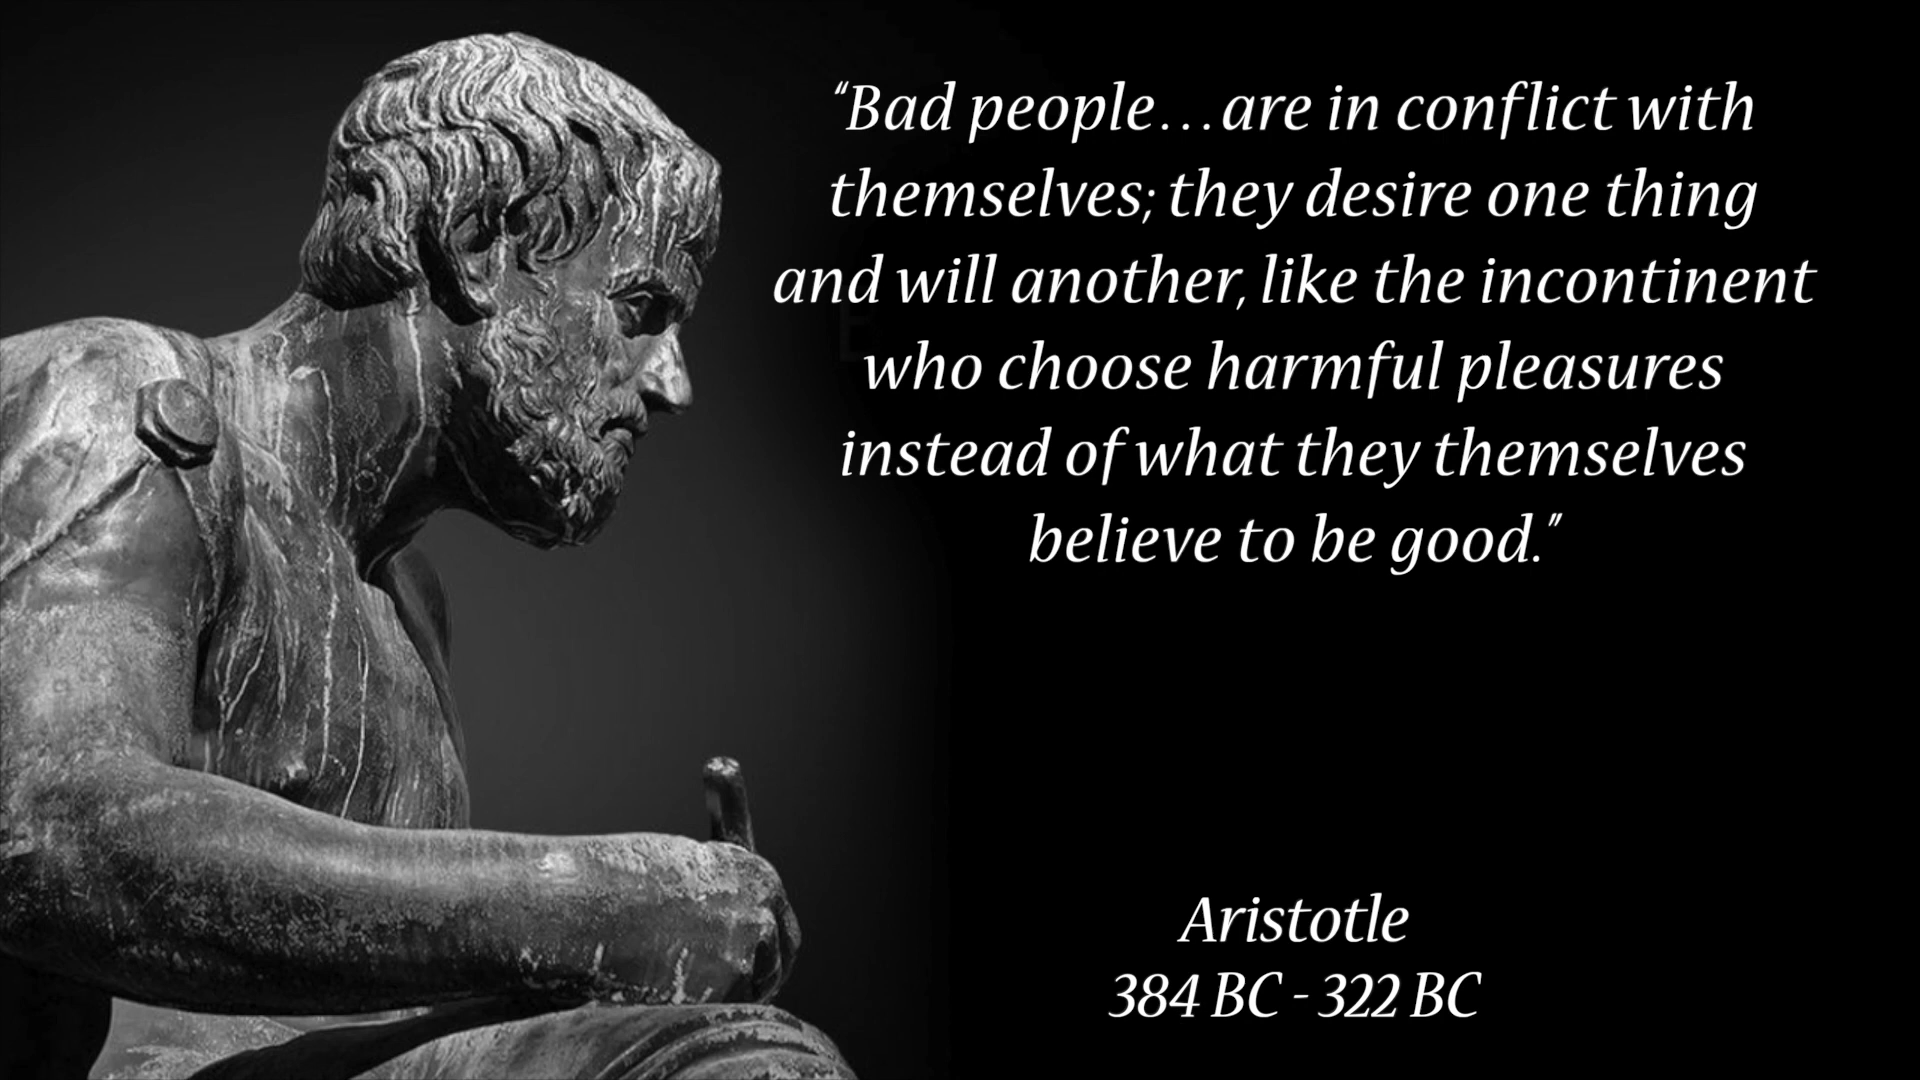 “Bad people...are in conflict with
themselves; they desire one thing
and will another, like the incontinent
who choose harmful pleasures
instead of what they themselves
believe to be good.”
Aristotle
384 BC - 322 BC